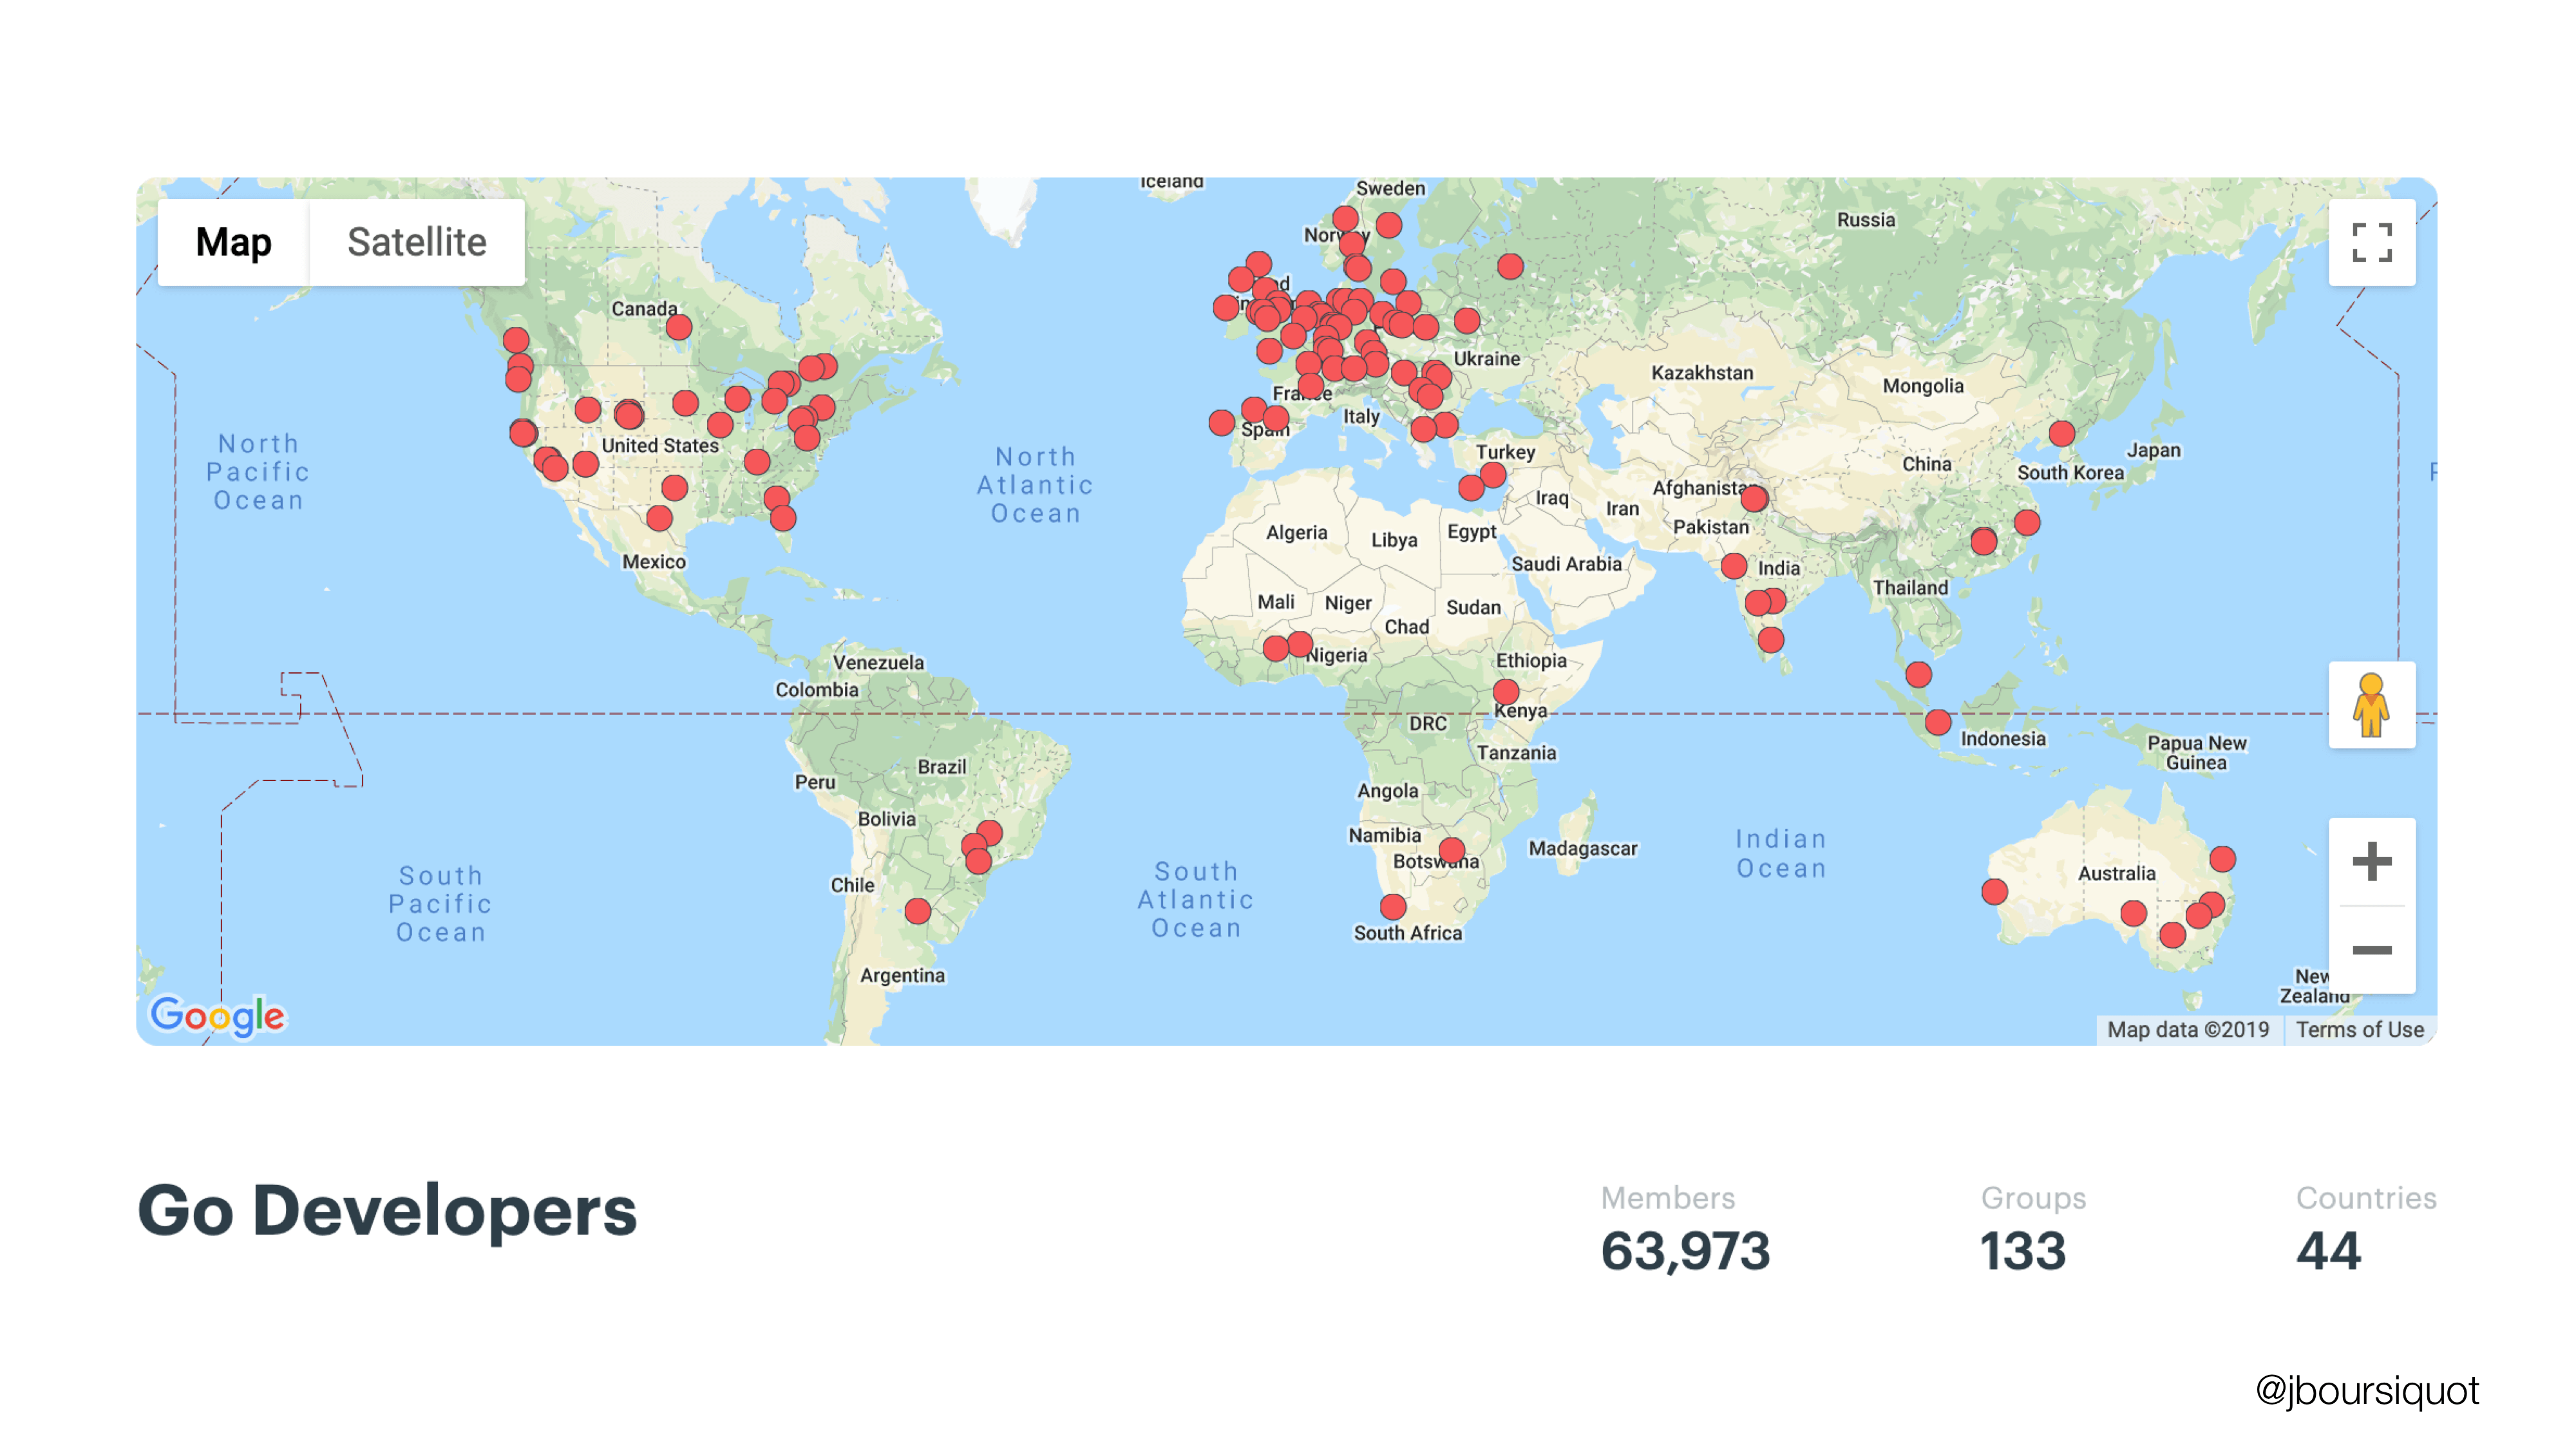 Iceland
Sweden
Map
Satellite
Russia
Norway
Canada
Ukraine
Kazakhstan
Mongolia
France
Italy
Spain
United States
North
Pacific
Ocean
North
Atlantic
Ocean
Turkey
Japan
China
South Korea
Afghanistan
Iraq
Iran
Pakistan
Algeria
Libya
Egypt
Mexico
Saudi Arabia
India
Thailand
Mali
Niger
Sudan
Chad
Nigeria
Venezuela
Ethiopia
Colombia
Kenya
DRC
Indonesia
Papua New
Guinea
Tanzania
Brazil
Peru
Angola
Bolivia
Namibia
Botswana
Madagascar
Indian
Ocean
Chile
Australia
South
Pacific
Ocean
South
Atlantic
Ocean
South Africa
Argentina
New
Zealand
Google
Map data ©2019
Terms of Use
Go Developers
Members
63,973
Groups
133
Countries
44
@jboursiquot